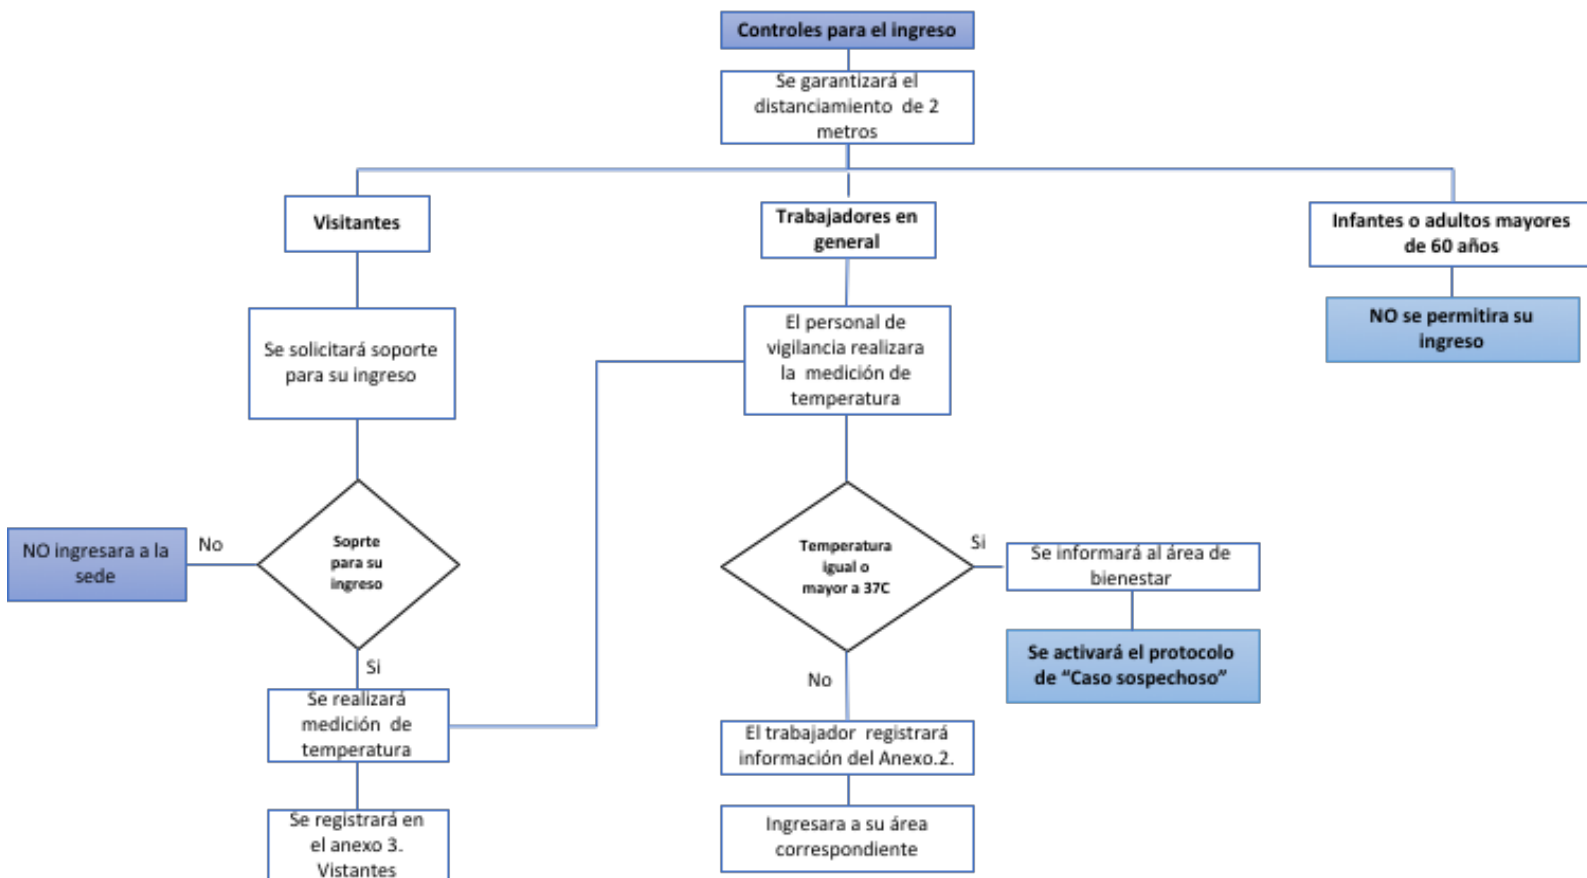 Controles para el ingreso
Se garantizará el
distanciamiento de 2
metros
Visitantes
Trabajadores en
general
Infantes o adultos mayores
de 60 años
Se solicitará soporte
para su ingreso
El personal de
vigilancia realizara
la medición de
temperatura
NO se permitira su
ingreso
NO ingresara a la
sede
No
Soprte
para su
ingreso
Si
Temperatura
igual o
mayor a 37C
Si
Se informará al área de
bienestar
Se activará el protocolo
de “Caso sospechoso”
No
Se realizará
medición de
temperatura
El trabajador registrará
información del Anexo.2.
Se registrará en
el anexo 3.
Vistantes
Ingresara a su área
correspondiente